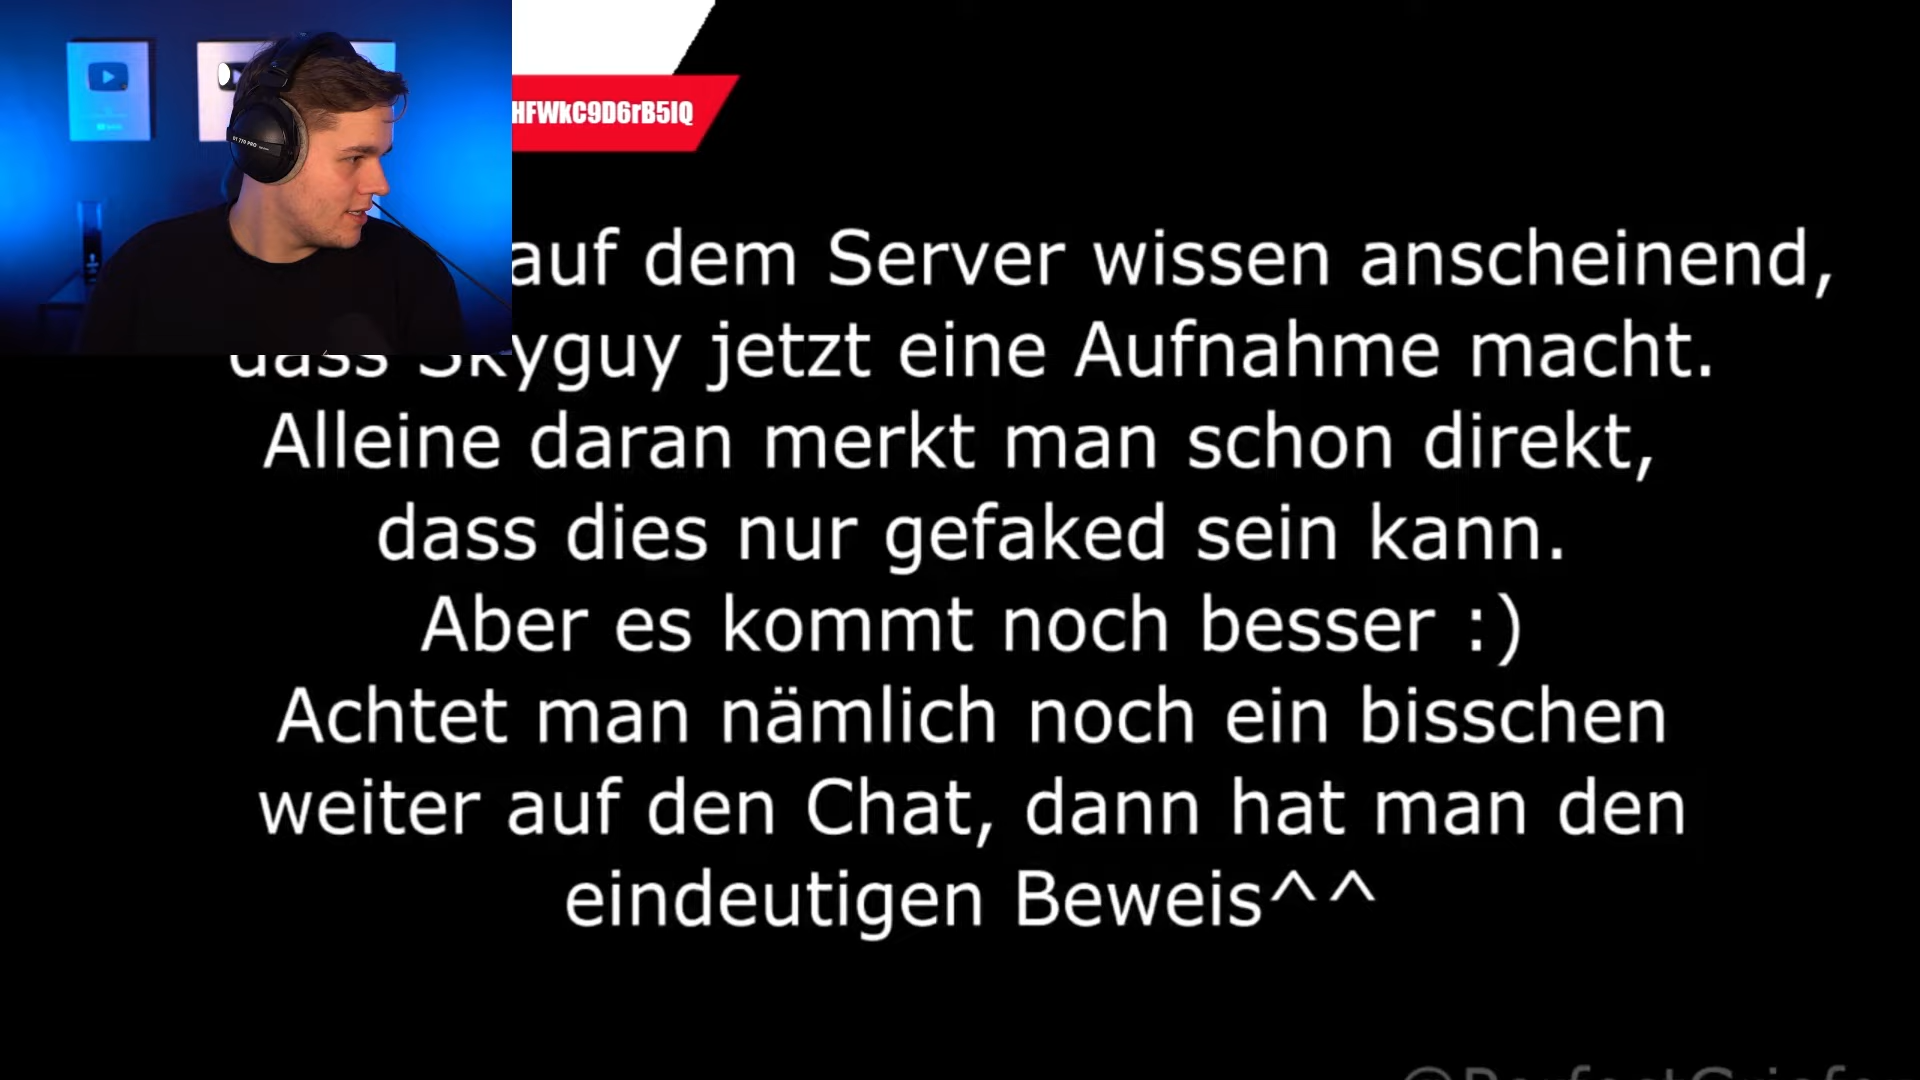 HFWkC9D6rB5IQ
auf dem Server wissen anscheinend,
dass Skyguy jetzt eine Aufnahme macht.
Alleine daran merkt man schon direkt,
dass dies nur gefaked sein kann.
Aber es kommt noch besser :)
Achtet man nämlich noch ein bisschen
weiter auf den Chat, dann hat man den
eindeutigen Beweis^^